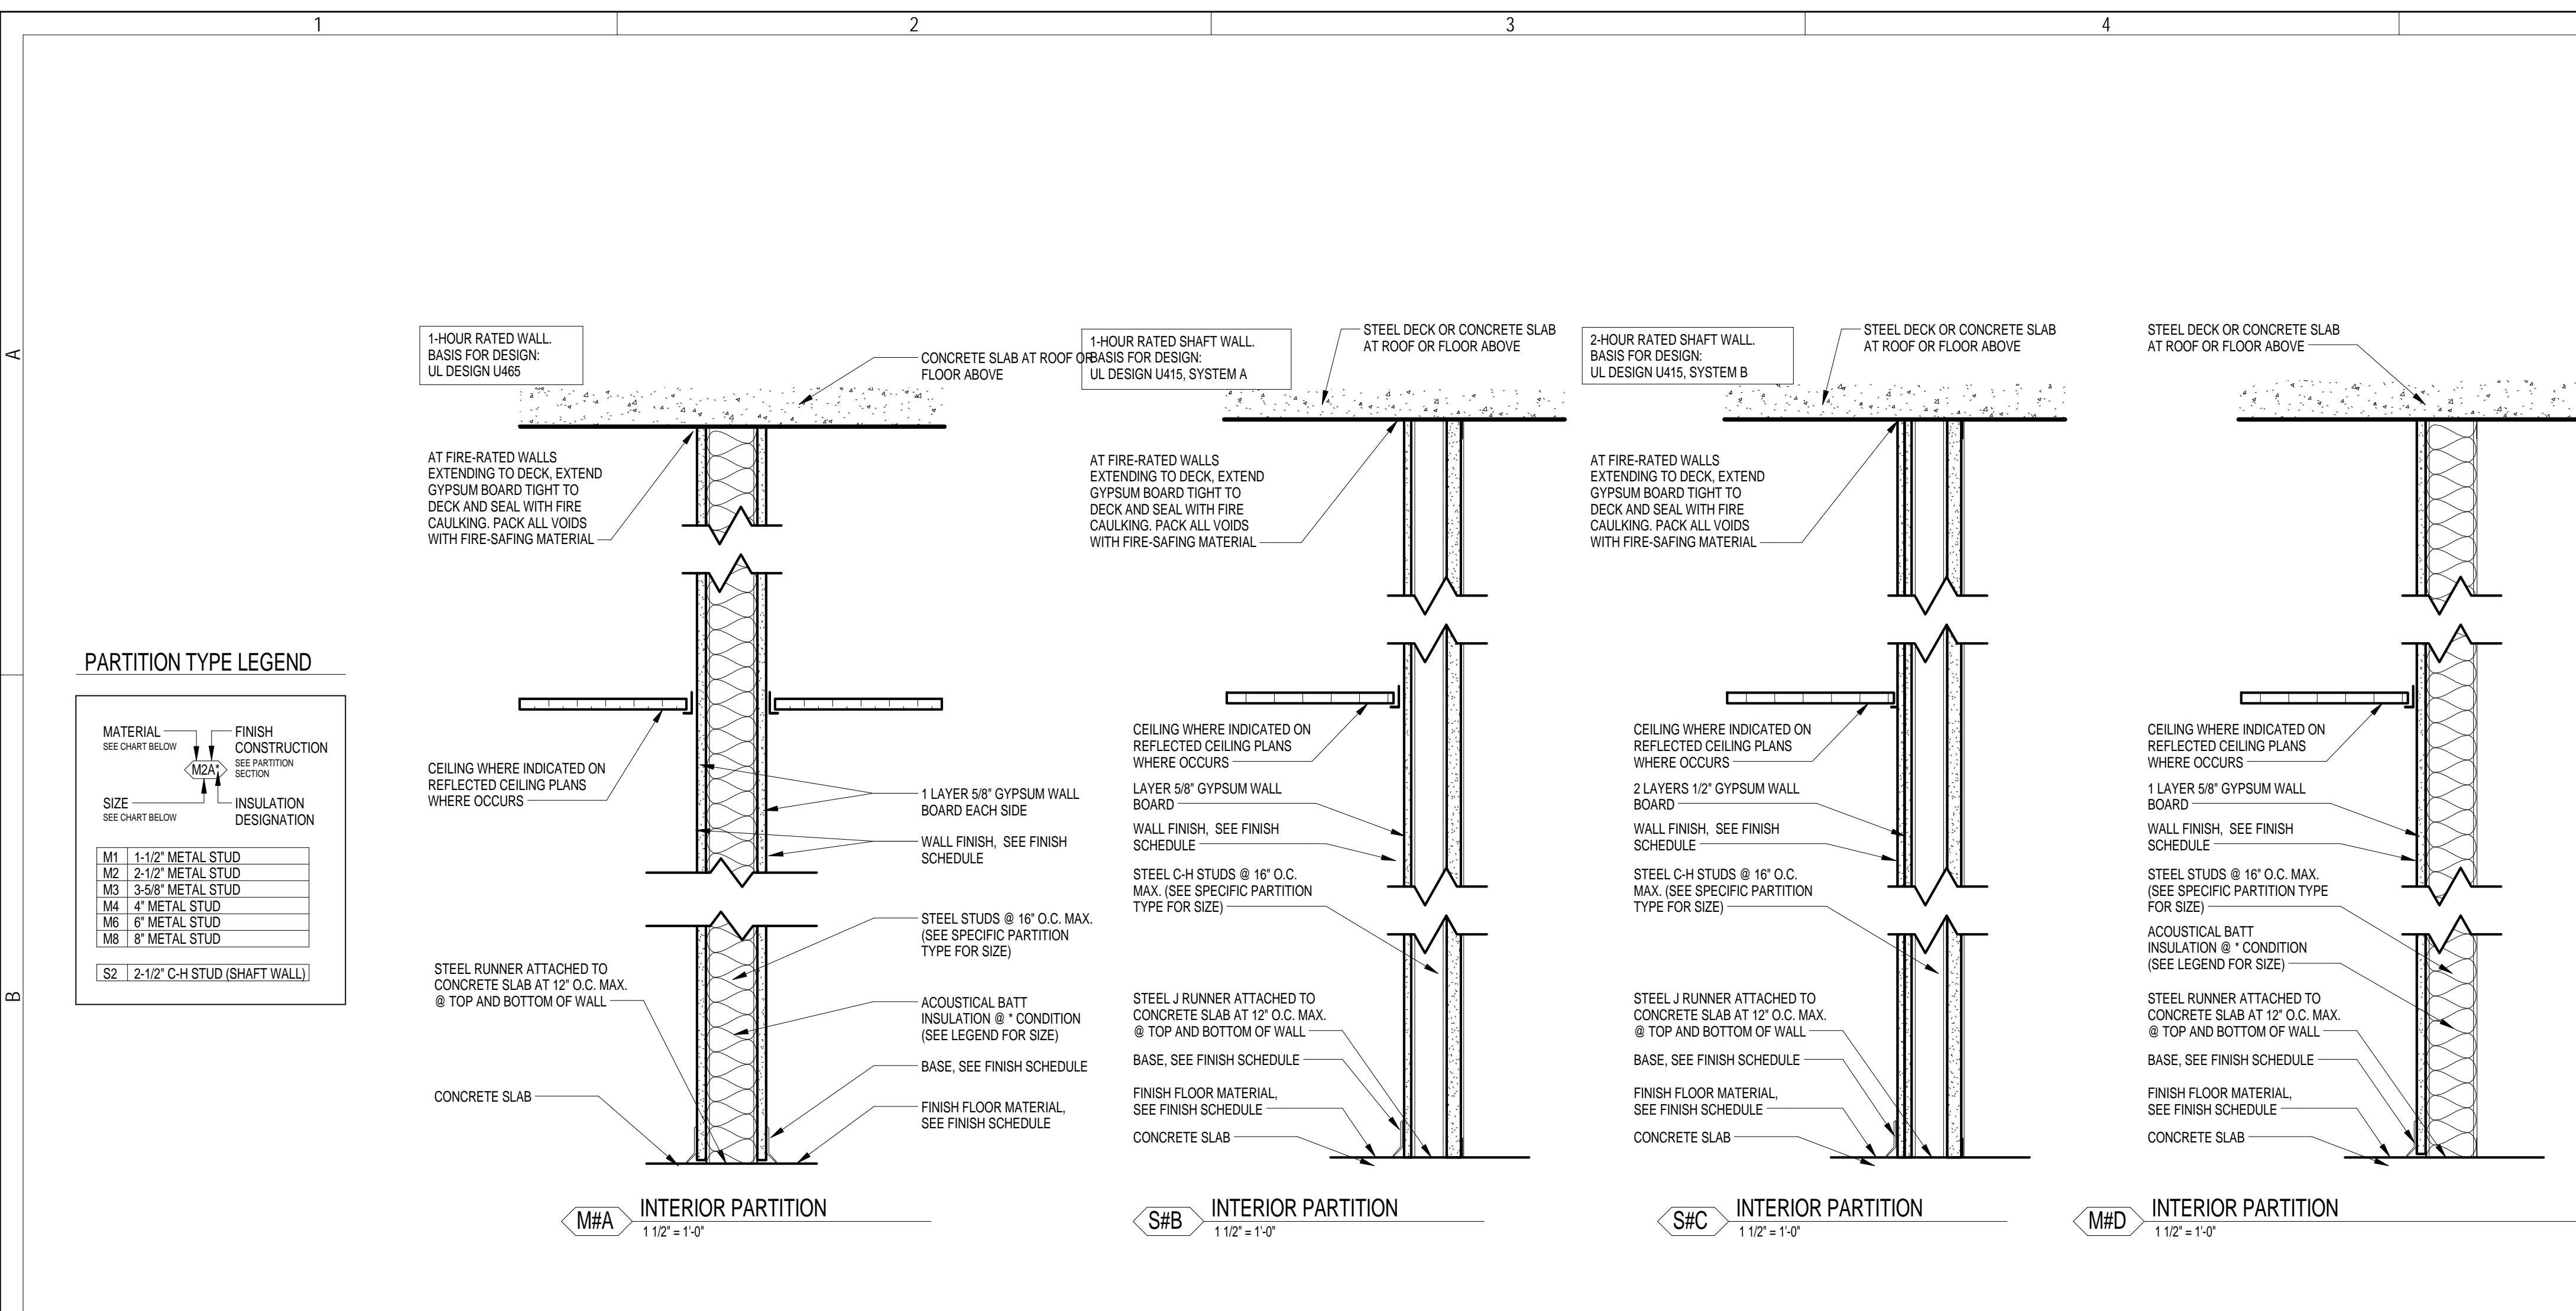 1
2
3
4
A
B
PARTITION TYPE LEGEND
MATERIAL
SEE CHART BELOW
FINISH
CONSTRUCTION
SEE PARTITION
SECTION
M2A*
SIZE
SEE CHART BELOW
INSULATION
DESIGNATION
M1 1-1/2" METAL STUD
M2 2-1/2" METAL STUD
M3 3-5/8" METAL STUD
M4 4" METAL STUD
M6 6" METAL STUD
M8 8" METAL STUD
S2 2-1/2" C-H STUD (SHAFT WALL)
1-HOUR RATED WALL.
BASIS FOR DESIGN:
UL DESIGN U465
CONCRETE SLAB AT ROOF OR
FLOOR ABOVE
AT FIRE-RATED WALLS
EXTENDING TO DECK, EXTEND
GYPSUM BOARD TIGHT TO
DECK AND SEAL WITH FIRE
CAULKING. PACK ALL VOIDS
WITH FIRE-SAFING MATERIAL
CEILING WHERE INDICATED ON
REFLECTED CEILING PLANS
WHERE OCCURS
1 LAYER 5/8" GYPSUM WALL
BOARD EACH SIDE
WALL FINISH, SEE FINISH
SCHEDULE
STEEL STUDS @ 16" O.C. MAX.
(SEE SPECIFIC PARTITION
TYPE FOR SIZE)
STEEL RUNNER ATTACHED TO
CONCRETE SLAB AT 12" O.C. MAX.
@ TOP AND BOTTOM OF WALL
ACOUSTICAL BATT
INSULATION @ * CONDITION
(SEE LEGEND FOR SIZE)
BASE, SEE FINISH SCHEDULE
CONCRETE SLAB
FINISH FLOOR MATERIAL,
SEE FINISH SCHEDULE
M#A INTERIOR PARTITION
1 1/2" = 1'-0"
1-HOUR RATED SHAFT WALL.
BASIS FOR DESIGN:
UL DESIGN U415, SYSTEM A
STEEL DECK OR CONCRETE SLAB
AT ROOF OR FLOOR ABOVE
AT FIRE-RATED WALLS
EXTENDING TO DECK, EXTEND
GYPSUM BOARD TIGHT TO
DECK AND SEAL WITH FIRE
CAULKING. PACK ALL VOIDS
WITH FIRE-SAFING MATERIAL
CEILING WHERE INDICATED ON
REFLECTED CEILING PLANS
WHERE OCCURS
LAYER 5/8" GYPSUM WALL
BOARD
WALL FINISH, SEE FINISH
SCHEDULE
STEEL C-H STUDS @ 16" O.C.
MAX. (SEE SPECIFIC PARTITION
TYPE FOR SIZE)
STEEL J RUNNER ATTACHED TO
CONCRETE SLAB AT 12" O.C. MAX.
@ TOP AND BOTTOM OF WALL
BASE, SEE FINISH SCHEDULE
FINISH FLOOR MATERIAL,
SEE FINISH SCHEDULE
CONCRETE SLAB
S#B INTERIOR PARTITION
1 1/2" = 1'-0"
2-HOUR RATED SHAFT WALL.
BASIS FOR DESIGN:
UL DESIGN U415, SYSTEM B
STEEL DECK OR CONCRETE SLAB
AT ROOF OR FLOOR ABOVE
AT FIRE-RATED WALLS
EXTENDING TO DECK, EXTEND
GYPSUM BOARD TIGHT TO
DECK AND SEAL WITH FIRE
CAULKING. PACK ALL VOIDS
WITH FIRE-SAFING MATERIAL
CEILING WHERE INDICATED ON
REFLECTED CEILING PLANS
WHERE OCCURS
2 LAYERS 1/2" GYPSUM WALL
BOARD
WALL FINISH, SEE FINISH
SCHEDULE
STEEL C-H STUDS @ 16" O.C.
MAX. (SEE SPECIFIC PARTITION
TYPE FOR SIZE)
STEEL J RUNNER ATTACHED TO
CONCRETE SLAB AT 12" O.C. MAX.
@ TOP AND BOTTOM OF WALL
BASE, SEE FINISH SCHEDULE
FINISH FLOOR MATERIAL,
SEE FINISH SCHEDULE
CONCRETE SLAB
S#C INTERIOR PARTITION
1 1/2" = 1'-0"
STEEL DECK OR CONCRETE SLAB
AT ROOF OR FLOOR ABOVE
CEILING WHERE INDICATED ON
REFLECTED CEILING PLANS
WHERE OCCURS
1 LAYER 5/8" GYPSUM WALL
BOARD
WALL FINISH, SEE FINISH
SCHEDULE
STEEL STUDS @ 16" O.C. MAX.
(SEE SPECIFIC PARTITION TYPE
FOR SIZE)
ACOUSTICAL BATT
INSULATION @ * CONDITION
(SEE LEGEND FOR SIZE)
STEEL RUNNER ATTACHED TO
CONCRETE SLAB AT 12" O.C. MAX.
@ TOP AND BOTTOM OF WALL
BASE, SEE FINISH SCHEDULE
FINISH FLOOR MATERIAL,
SEE FINISH SCHEDULE
CONCRETE SLAB
M#D INTERIOR PARTITION
1 1/2" = 1'-0"